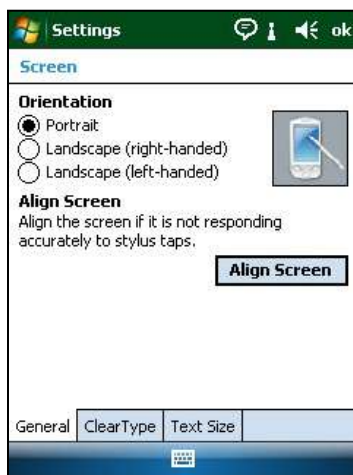 Settings ok
Screen
Orientation
Portrait
Landscape (right-handed)
Landscape (left-handed)
Align Screen
Align the screen if it is not responding
accurately to stylus taps.
Align Screen
General ClearType Text Size